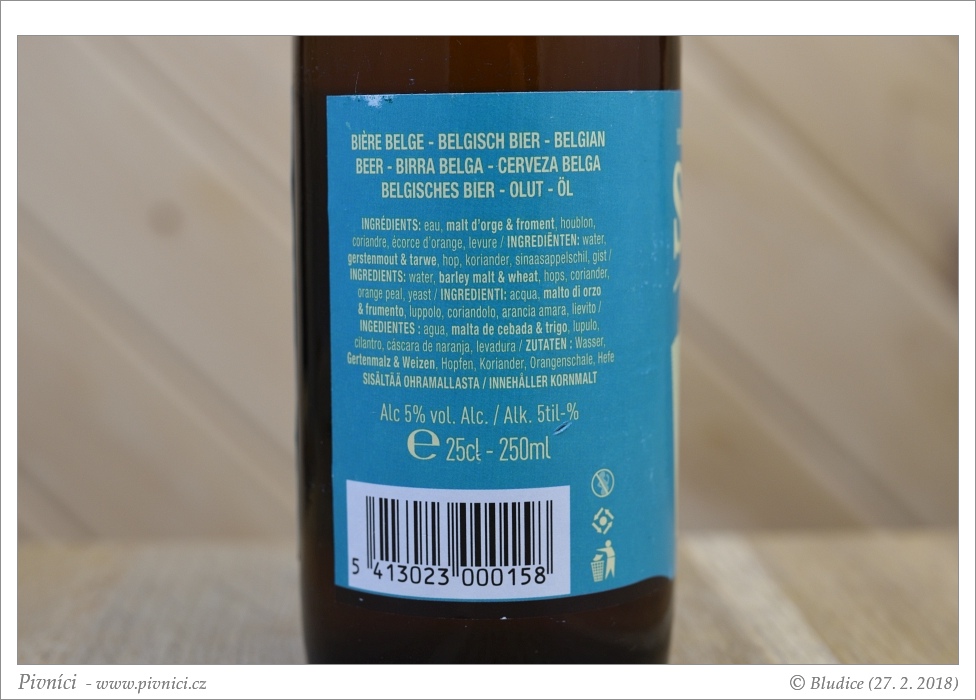 BIÈRE BELGE - BELGISCH BIER - BELGIAN
BEER - BIRRA BELGA - CERVEZA BELGA
BELGISCHES BIER - OLUT - ÖL
INGRÉDIENTS: eau, malt d'orge & froment, houblon,
coriandre, écorce d'orange, levure / INGREDIËNTEN: water,
gerstenmout & tarwe, hop, koriander, sinaasappelschil, gist /
INGREDIENTS: water, barley malt & wheat, hops, coriander,
orange peal, yeast / INGREDIENTI: acqua, malto di orzo
& frumento, luppolo, coriandolo, arancia amara, lievito /
INGEDIENTES : agua, malta de cebada & trigo, lupulo,
cilantro, cáscara de naranja, levadura / ZUTATEN : Wasser,
Gertenmalz & Weizen, Hopfen, Koriander, Orangenschale, Hefe
SISÄLTÄÄ OHRAMALLASTA / INNEHÅLLER KORNMALT
Alc 5% vol. Alc. / Alk. 5til-%
℮ 25cł - 250ml
5 413023 000158
Pivníci - www.pivnici.cz
© Bludice (27. 2. 2018)